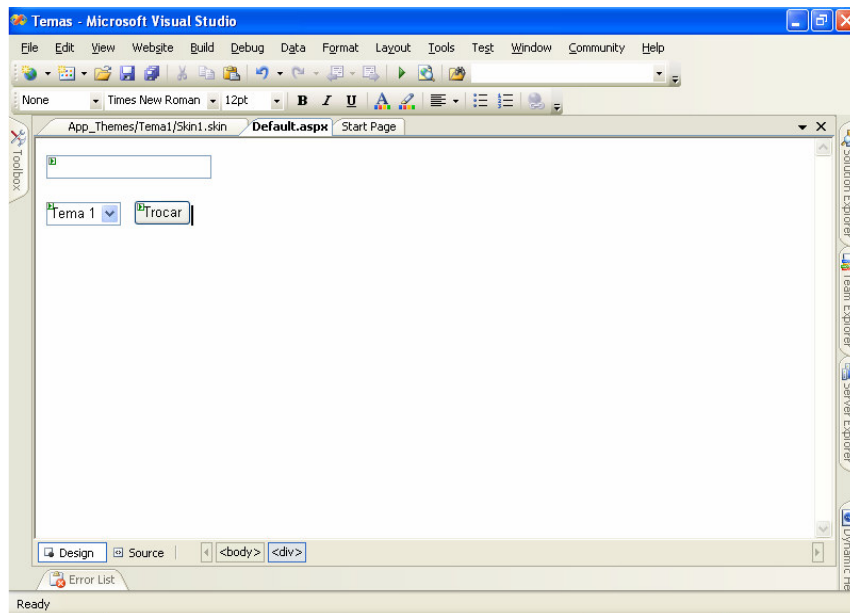 Temas - Microsoft Visual Studio
File Edit View Website Build Debug Data Format Layout Tools Test Window Community Help
None Times New Roman 12pt B I U A
App_Themes/Tema1/Skin1.skin Default.aspx Start Page
Toolbox
Tema 1 Trocar
Solution Explorer
Team Explorer
Server Explorer
Dynamic He
Design Source <body> <div>
Error List
Ready